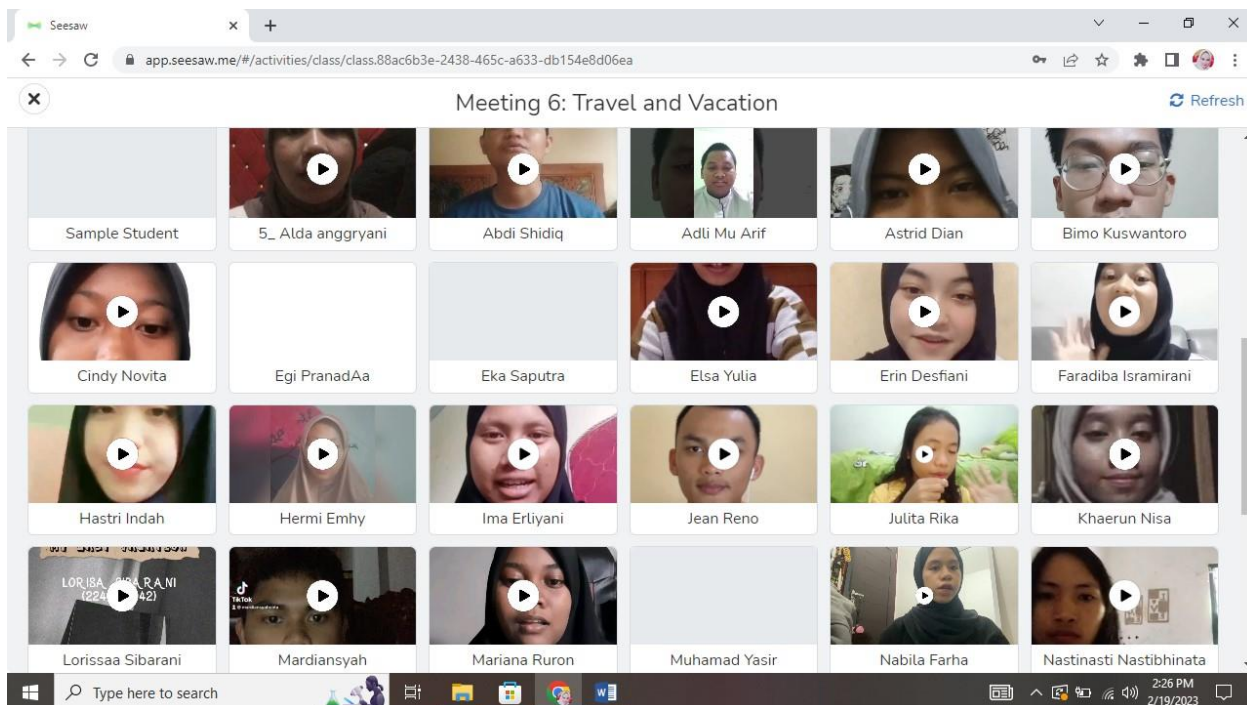 Seesaw
app.seesaw.me/#/activities/class/class.88ac6b3e-2438-465c-a633-db154e8d06ea
Meeting 6: Travel and Vacation
Refresh
Sample Student
5_ Alda anggryani
Abdi Shidiq
Adli Mu Arif
Astrid Dian
Bimo Kuswantoro
Cindy Novita
Egi PranadAa
Eka Saputra
Elsa Yulia
Erin Desfiani
Faradiba Isramirani
Hastri Indah
Hermi Emhy
Ima Erliyani
Jean Reno
Julita Rika
Khaerun Nisa
TikTok
Lorissaa Sibarani
Mardiansyah
Mariana Ruron
Muhamad Yasir
Nabila Farha
Nastinasti Nastibhinata
Type here to search
2:26 PM
2/19/2023